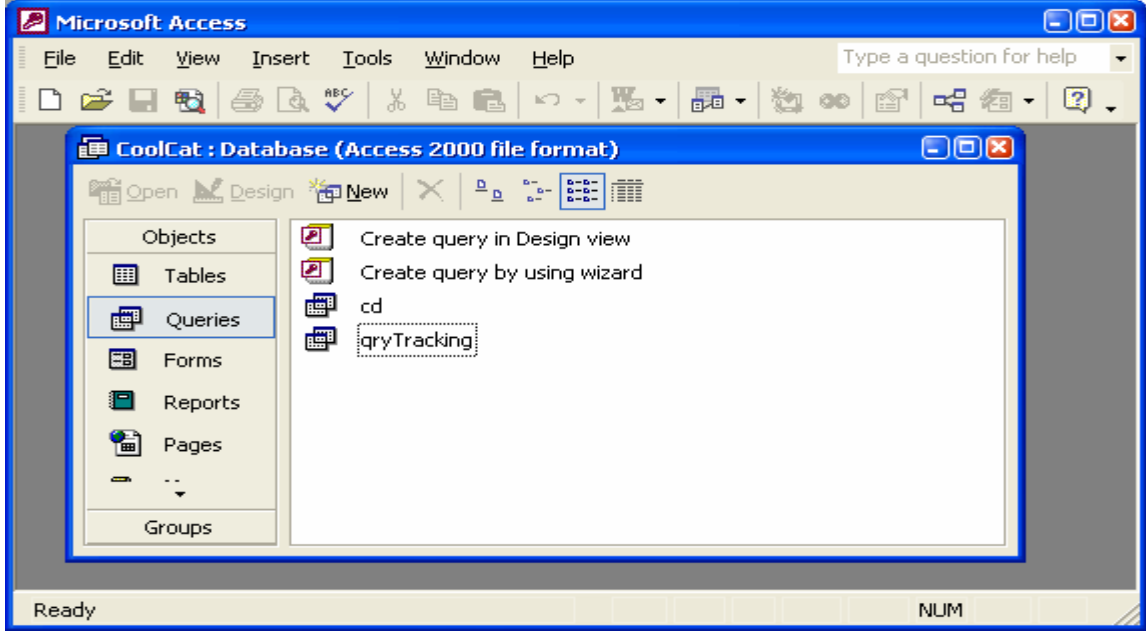 Microsoft Access
File Edit View Insert Tools Window Help Type a question for help
ABC
CoolCat : Database (Access 2000 file format)
Open Design New
Objects
Create query in Design view
Tables
Create query by using wizard
Queries
cd
qryTracking
Forms
Reports
Pages
Groups
Ready NUM